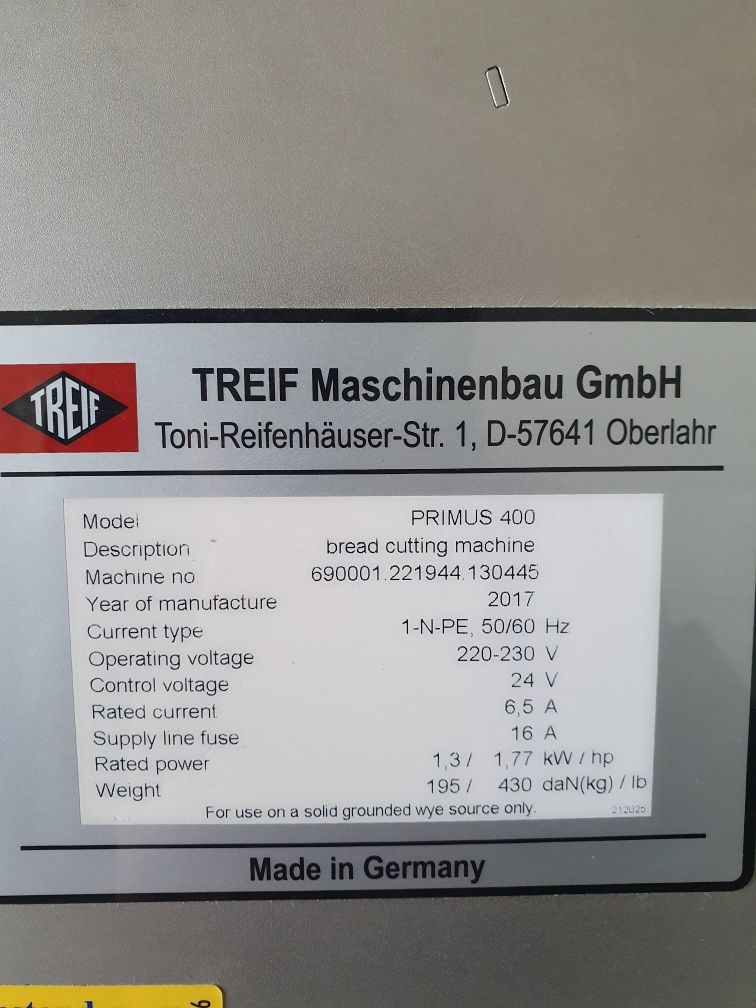 TREIF
TREIF Maschinenbau GmbH
Toni-Reifenhäuser-Str. 1, D-57641 Oberlahr
Model PRIMUS 400
Description bread cutting machine
Machine no. 690001.221944.130445
Year of manufacture 2017
Current type 1-N-PE, 50/60 Hz
Operating voltage 220-230 V
Control voltage 24 V
Rated current 6,5 A
Supply line fuse 16 A
Rated power 1,3 / 1,77 kW / hp
Weight 195 / 430 daN(kg) / lb
For use on a solid grounded wye source only. 212025
Made in Germany